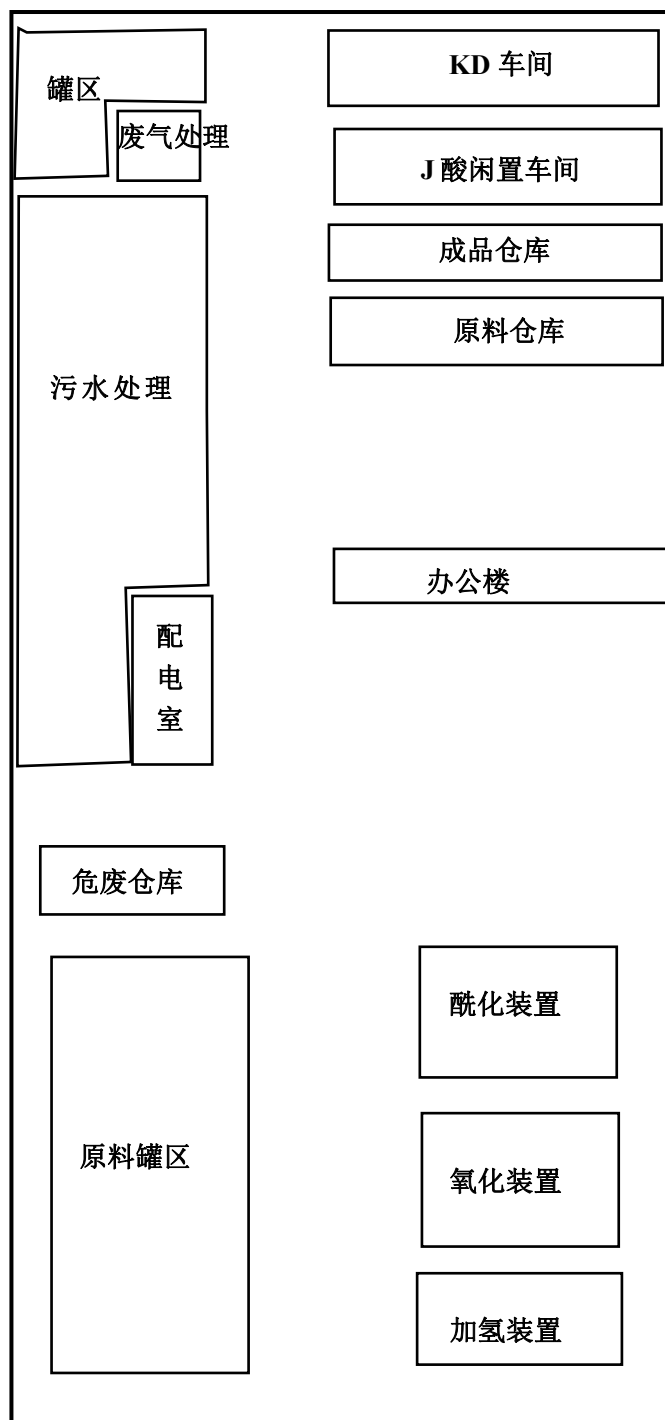 罐区
KD 车间
废气处理
J 酸闲置车间
成品仓库
原料仓库
污水处理
办公楼
配
电
室
危废仓库
酰化装置
原料罐区
氧化装置
加氢装置